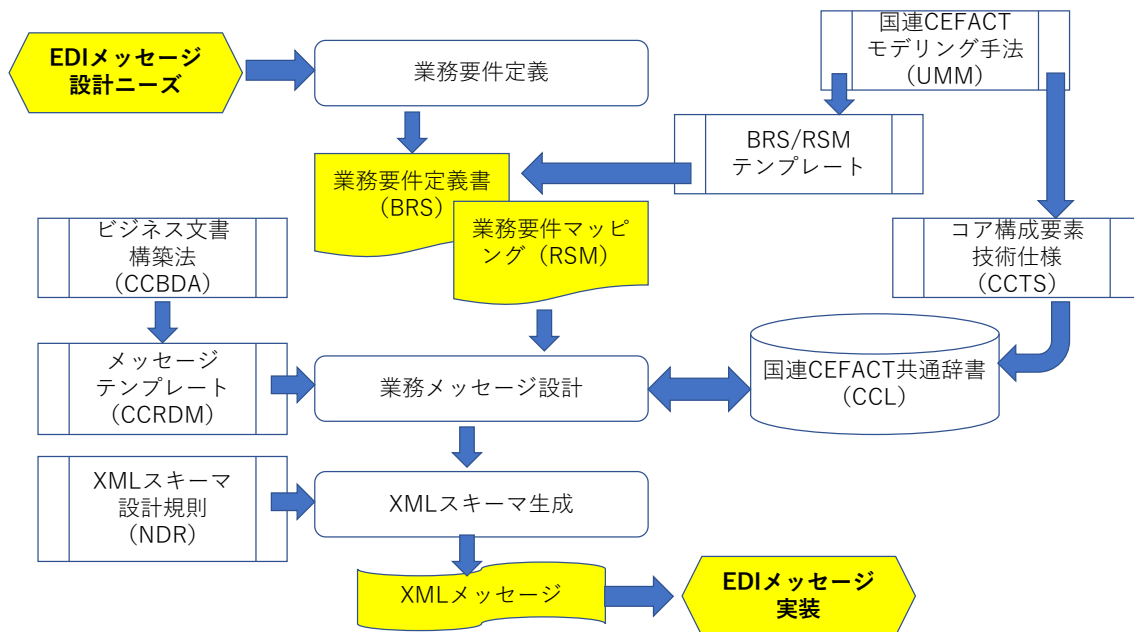 EDIメッセージ
設計ニーズ
業務要件定義
国連CEFACT
モデリング手法
（UMM）
BRS/RSM
テンプレート
業務要件定義書
（BRS）
業務要件マッピ
ング（RSM）
ビジネス文書
構築法
（CCBDA）
コア構成要素
技術仕様
（CCTS）
メッセージ
テンプレート
（CCRDM）
業務メッセージ設計
国連CEFACT共通辞書
（CCL）
XMLスキーマ
設計規則
（NDR）
XMLスキーマ生成
XMLメッセージ
EDIメッセージ
実装